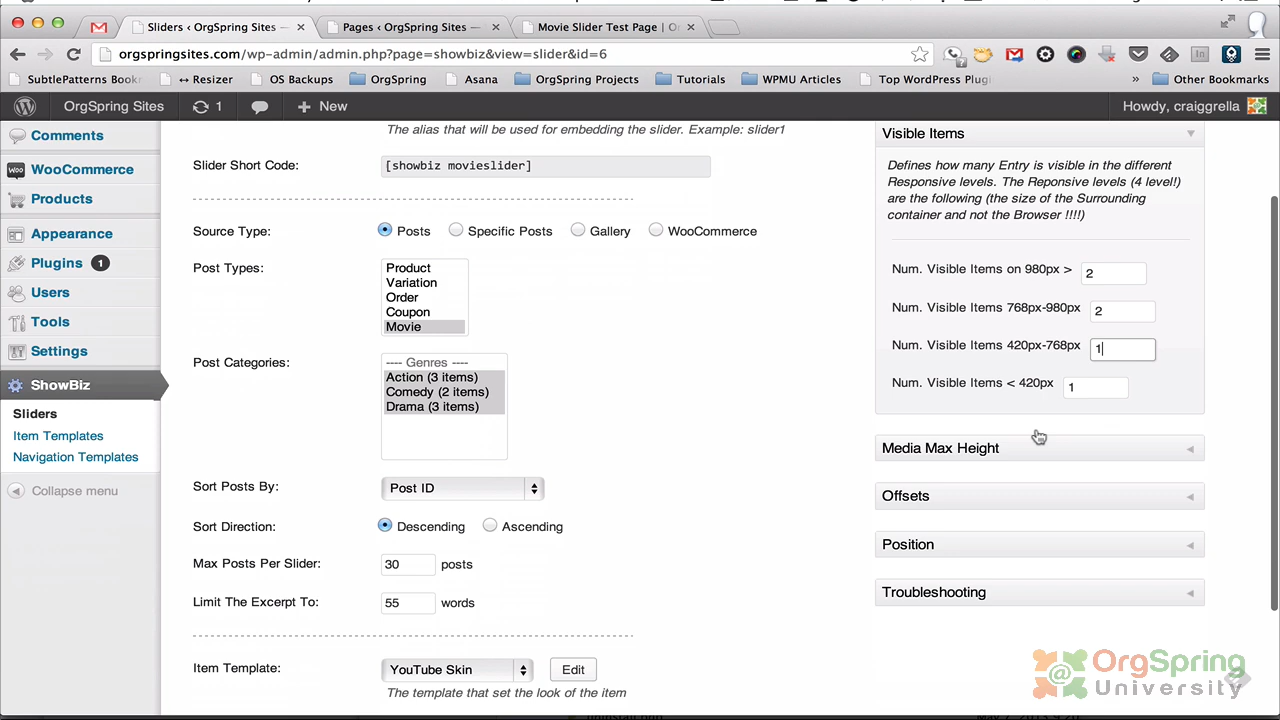 Sliders ‹ OrgSpring Sites —
Pages ‹ OrgSpring Sites —
Movie Slider Test Page | O
orgspringsites.com/wp-admin/admin.php?page=showbiz&view=slider&id=6
SubtlePatterns Book
↔ Resizer
OS Backups
OrgSpring
Asana
OrgSpring Projects
Tutorials
WPMU Articles
Top WordPress Plugi
»
Other Bookmarks
OrgSpring Sites
1
+ New
Howdy, craiggrella
Comments
WooCommerce
Products
Appearance
Plugins 1
Users
Tools
Settings
ShowBiz
Sliders
Item Templates
Navigation Templates
Collapse menu
The alias that will be used for embedding the slider. Example: slider1
Slider Short Code: [showbiz movieslider]
Source Type: Posts Specific Posts Gallery WooCommerce
Post Types:
Product
Variation
Order
Coupon
Movie
Post Categories:
---- Genres ----
Action (3 items)
Comedy (2 items)
Drama (3 items)
Sort Posts By: Post ID
Sort Direction: Descending Ascending
Max Posts Per Slider: 30 posts
Limit The Excerpt To: 55 words
Item Template: YouTube Skin Edit
The template that set the look of the item
Visible Items
Defines how many Entry is visible in the different
Responsive levels. The Reponsive levels (4 level!)
are the following (the size of the Surrounding
container and not the Browser !!!!)
Num. Visible Items on 980px > 2
Num. Visible Items 768px-980px 2
Num. Visible Items 420px-768px 1
Num. Visible Items < 420px 1
Media Max Height
Offsets
Position
Troubleshooting
@ OrgSpring
University